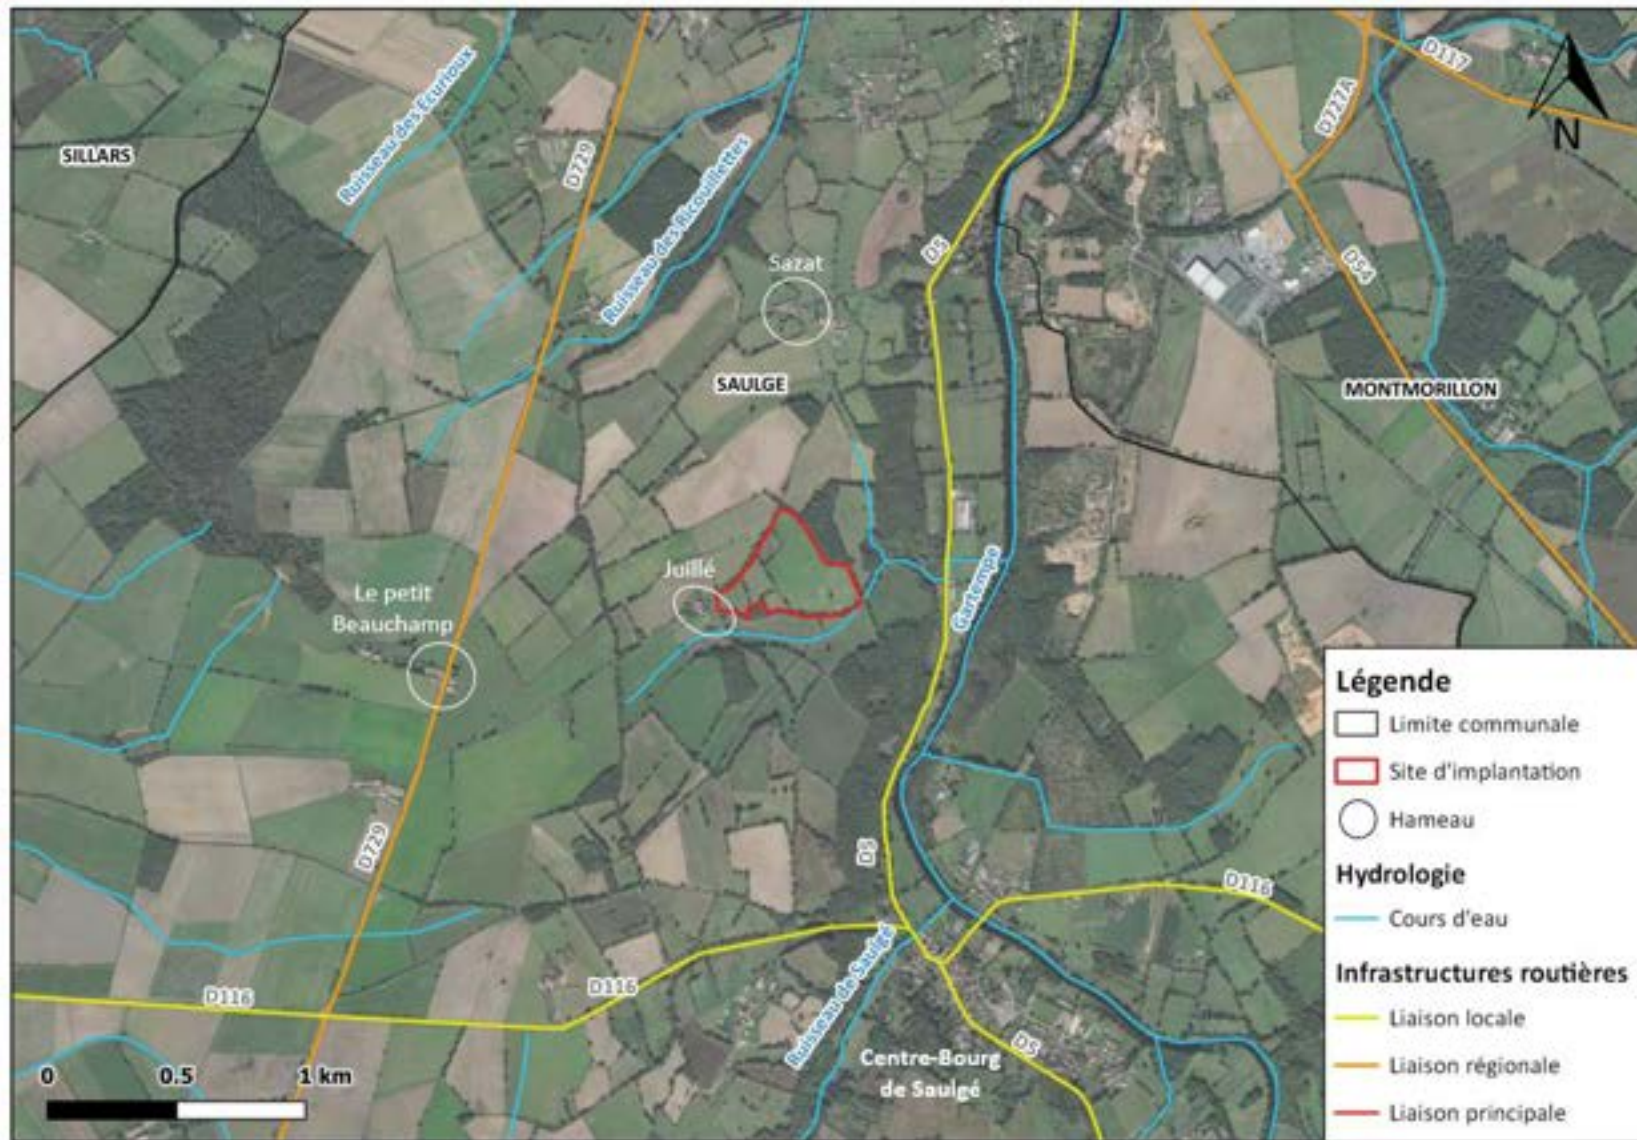 D117
D727A
N
SILLARS
Ruisseau des Ecurioux
D729
Ruisseau des Ricouillettes
D5
Sazat
D54
SAULGE
MONTMORILLON
Juillé
Gartempe
Le petit
Beauchamp
D729
D5
D116
Ruisseau de Saulgé
D116
D116
D5
Centre-Bourg
de Saulgé
0 0.5 1 km
Légende
Limite communale
Site d'implantation
Hameau
Hydrologie
Cours d'eau
Infrastructures routières
Liaison locale
Liaison régionale
Liaison principale